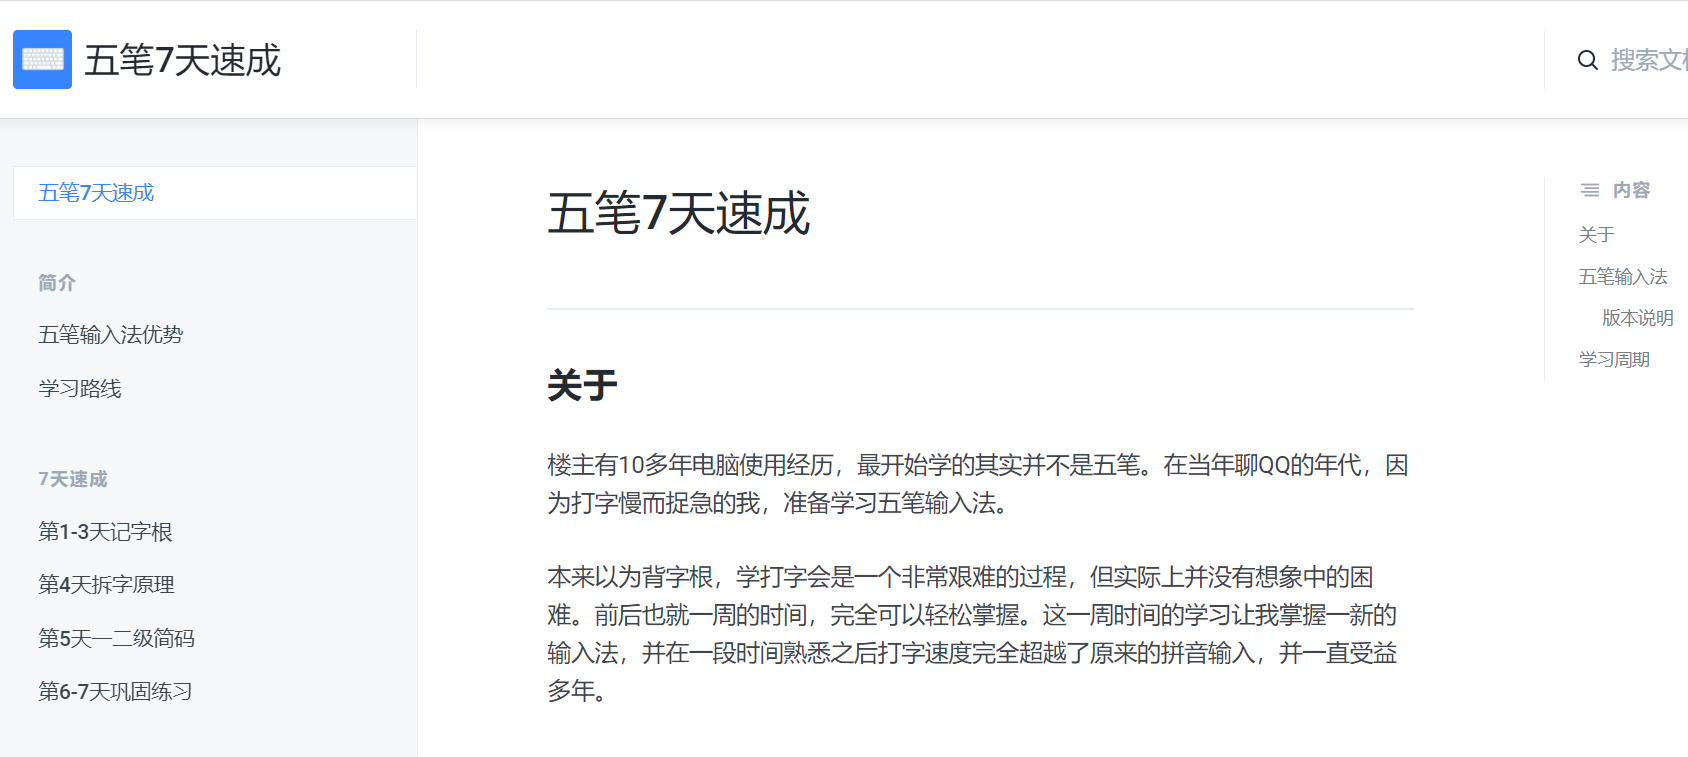 五笔7天速成
搜索文档
五笔7天速成
简介
五笔输入法优势
学习路线
7天速成
第1-3天记字根
第4天拆字原理
第5天一二级简码
第6-7天巩固练习
五笔7天速成
关于
楼主有10多年电脑使用经历，最开始学的其实并不是五笔。在当年聊QQ的年代，因
为打字慢而捉急的我，准备学习五笔输入法。
本来以为背字根，学打字会是一个非常艰难的过程，但实际上并没有想象中的困
难。前后也就一周的时间，完全可以轻松掌握。这一周时间的学习让我掌握一新的
输入法，并在一段时间熟悉之后打字速度完全超越了原来的拼音输入，并一直受益
多年。
内容
关于
五笔输入法
版本说明
学习周期